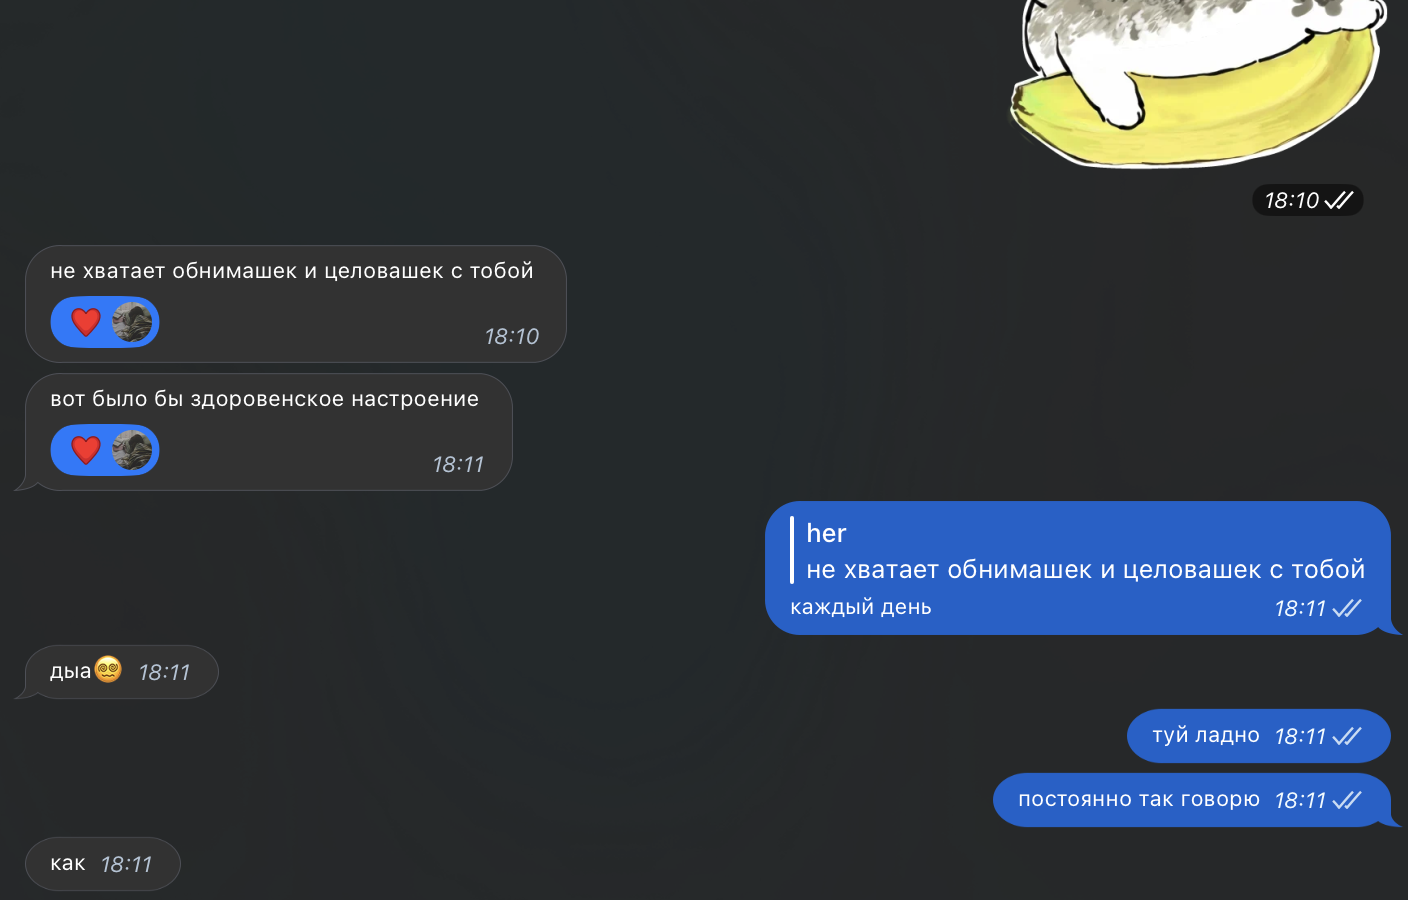 18:10
не хватает обнимашек и целовашек с тобой
18:10
вот было бы здоровенское настроение
18:11
her
не хватает обнимашек и целовашек с тобой
каждый день 18:11
дыа😵‍💫 18:11
туй ладно 18:11
постоянно так говорю 18:11
как 18:11